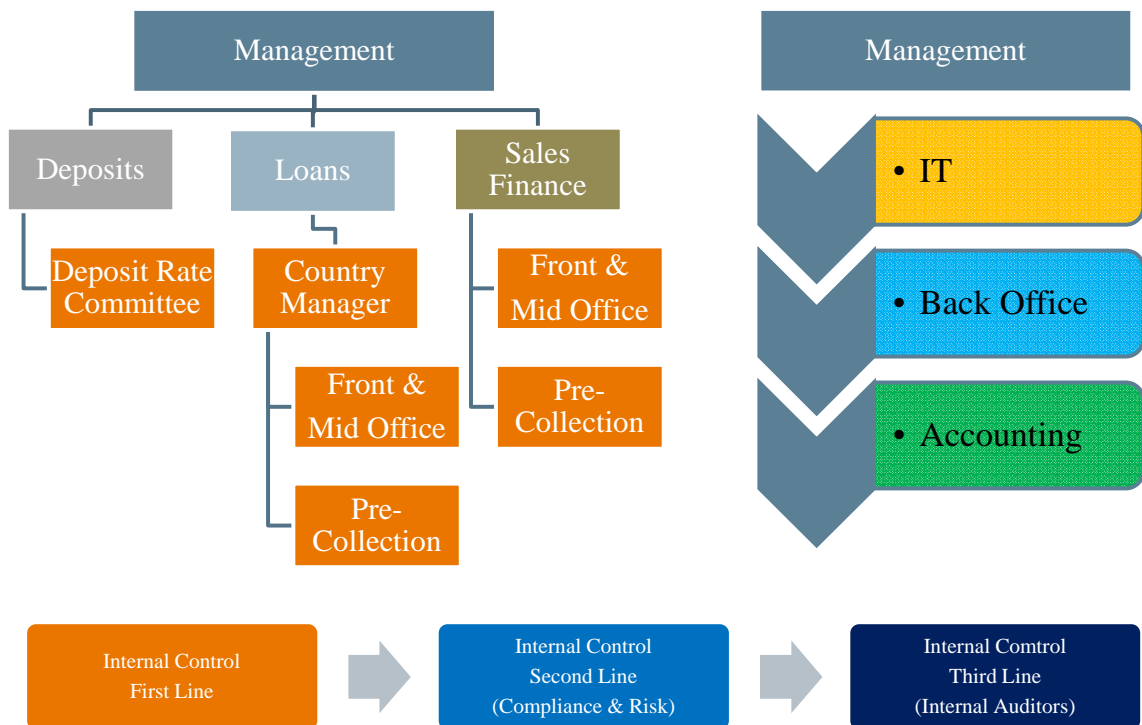 Management
Deposits
Loans
Sales
Finance
Deposit Rate
Committee
Country
Manager
Front &
Mid Office
Front &
Mid Office
Pre-
Collection
Pre-
Collection
Management
• IT
• Back Office
• Accounting
Internal Control
First Line
Internal Control
Second Line
(Compliance & Risk)
Internal Comtrol
Third Line
(Internal Auditors)